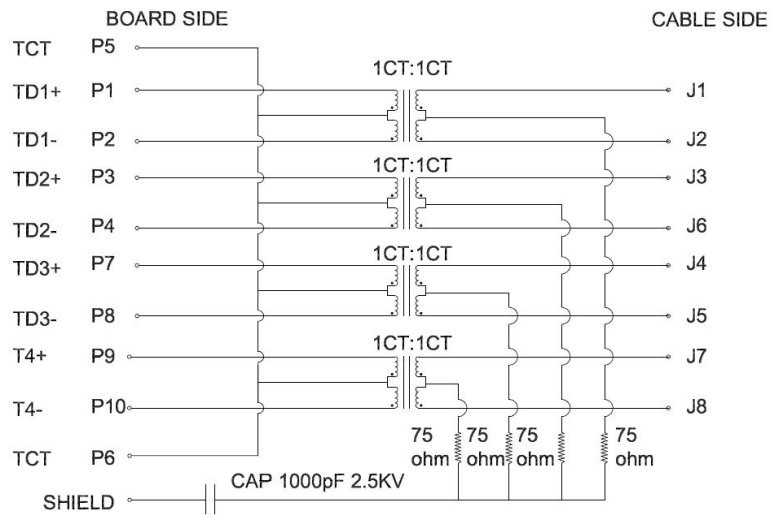 BOARD SIDE
CABLE SIDE
TCT P5
1CT:1CT
TD1+ P1 J1
TD1- P2 J2
1CT:1CT
TD2+ P3 J3
TD2- P4 J6
1CT:1CT
TD3+ P7 J4
TD3- P8 J5
1CT:1CT
T4+ P9 J7
T4- P10 J8
75 ohm
75 ohm
75 ohm
75 ohm
TCT P6
CAP 1000pF 2.5KV
SHIELD